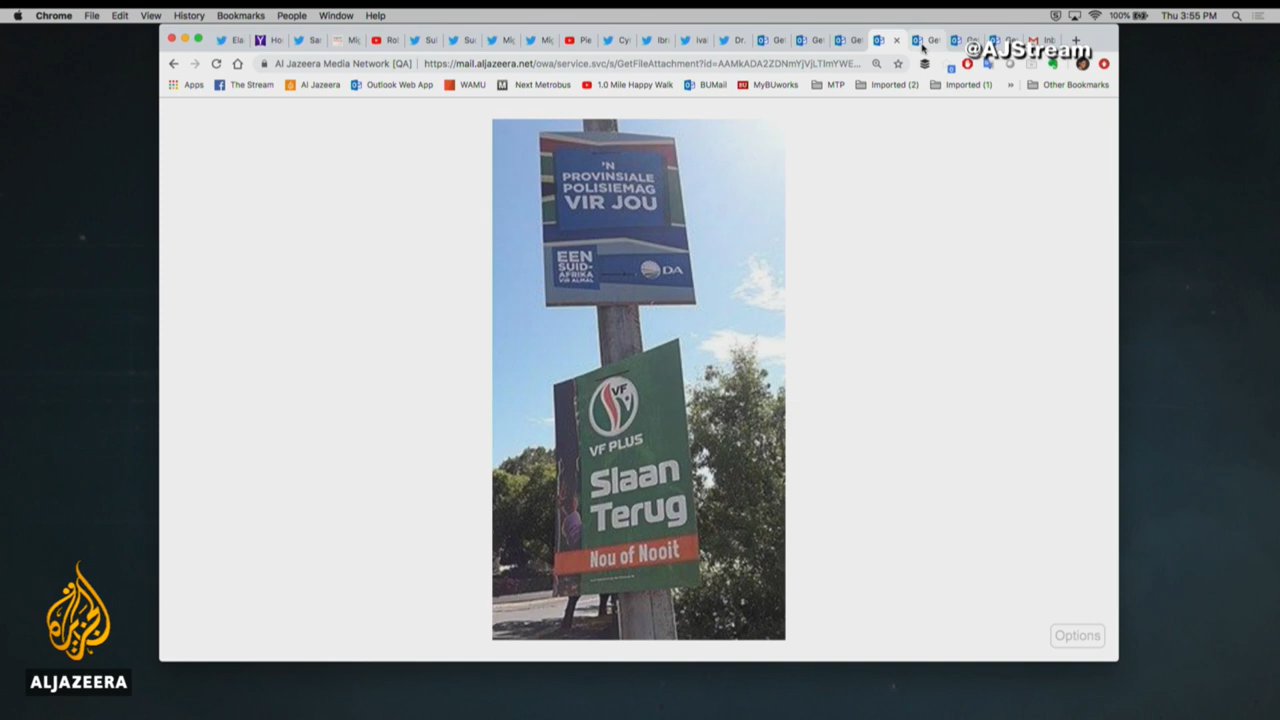 Chrome File Edit View History Bookmarks People Window Help
100% Thu 3:55 PM
@AJStream
Al Jazeera Media Network [QA] https://mail.aljazeera.net/owa/service.svc/s/GetFileAttachment?id=AAMkADA2ZDNmYjVjLTlmYWE...
Apps The Stream Al Jazeera Outlook Web App WAMU Next Metrobus 1.0 Mile Happy Walk BUMail MyBUworks MTP Imported (2) Imported (1) » Other Bookmarks
'N
PROVINSIALE
POLISIEMAG
VIR JOU
EEN
SUID-
AFRIKA
VIR ALMAL
DA
VF
VF PLUS
Slaan
Terug
Nou of Nooit
Options
ALJAZEERA